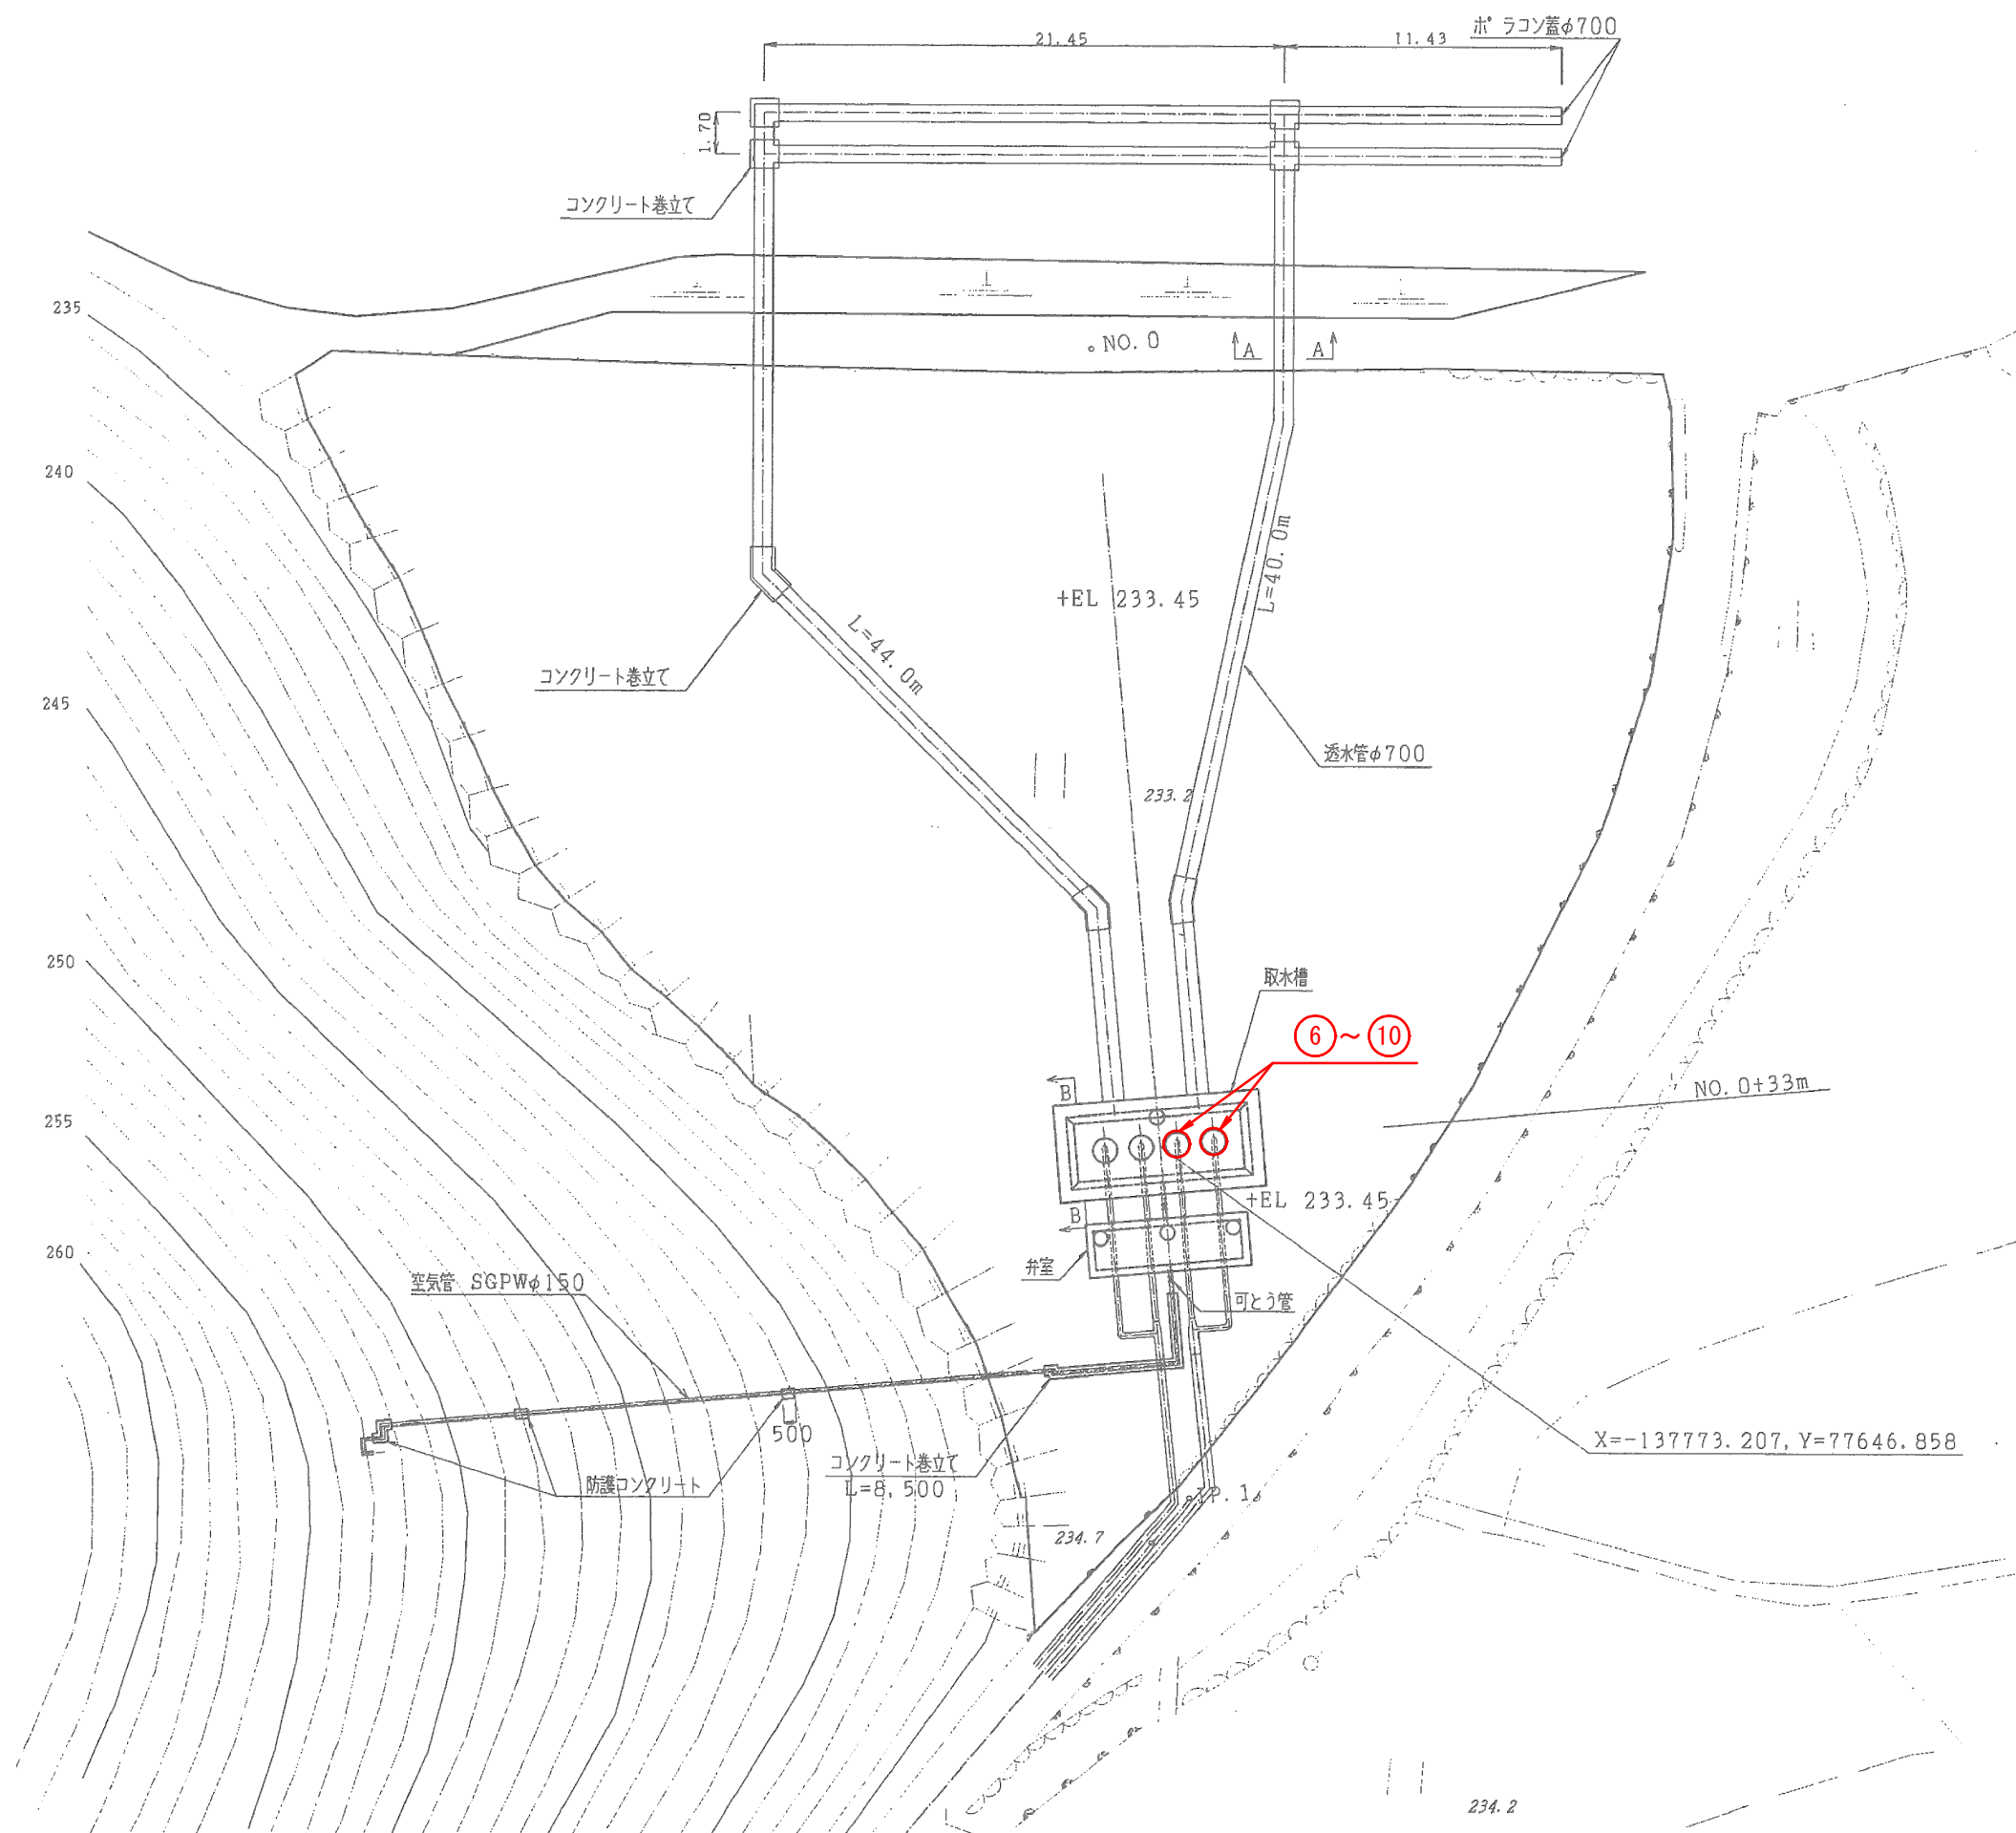 ポラコン蓋φ700
21.45
11.43
1.70
コンクリート巻立て
235
NO.0
A
A
240
L=40.0m
+EL 233.45
L=44.0m
コンクリート巻立て
245
透水管φ700
233.2
250
取水槽
⑥～⑩
B
NO.0+33m
255
+EL 233.45
B
260
弁室
空気管 SGPWφ150
可とう管
500
X=-137773.207,Y=77646.858
コンクリート巻立て
L=8,500
防護コンクリート
IP.1
234.7
234.2